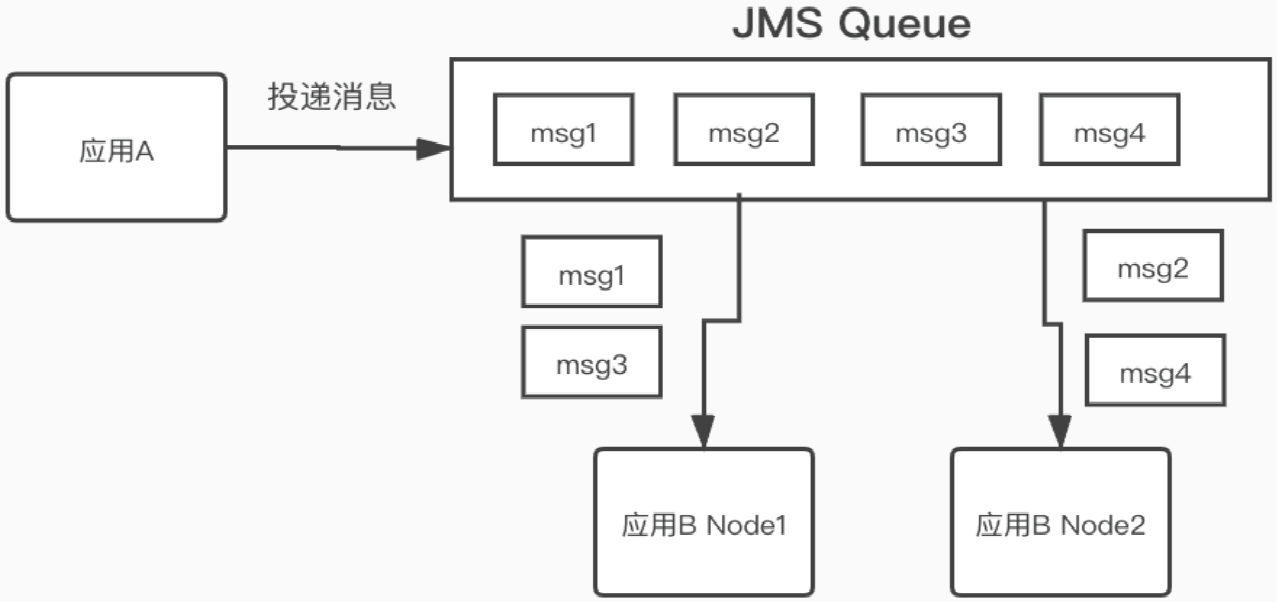 JMS Queue
投递消息
应用A
msg1
msg2
msg3
msg4
msg1
msg3
msg2
msg4
应用B Node1
应用B Node2